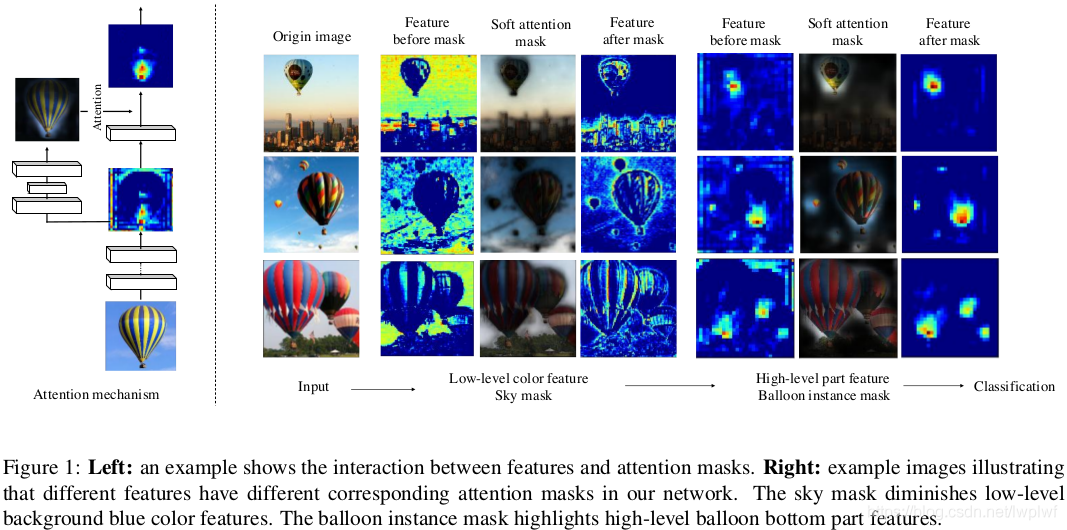 Attention
Attention mechanism
Origin image
Feature
before mask
Soft attention
mask
Feature
after mask
Feature
before mask
Soft attention
mask
Feature
after mask
Input
Low-level color feature
Sky mask
High-level part feature
Balloon instance mask
Classification
Figure 1: Left: an example shows the interaction between features and attention masks. Right: example images illustrating
that different features have different corresponding attention masks in our network. The sky mask diminishes low-level
background blue color features. The balloon instance mask highlights high-level balloon bottom part features.
https://blog.csdn.net/lwplwf